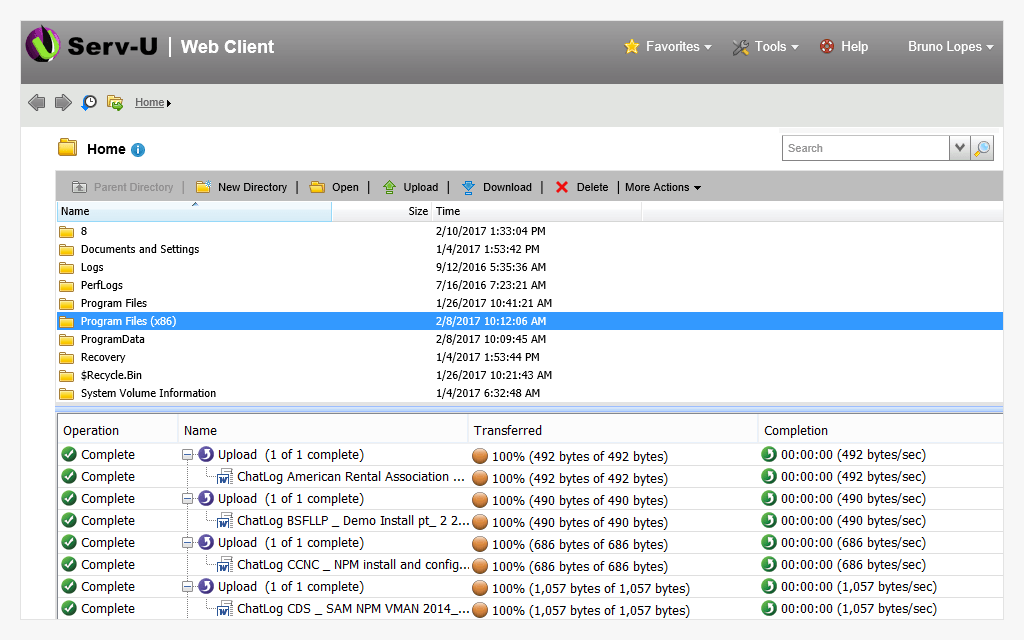 Serv-U | Web Client Favorites Tools Help Bruno Lopes
Home
Home Search
Parent Directory | New Directory | Open | Upload | Download | Delete | More Actions
Name Size Time
8 2/10/2017 1:33:04 PM
Documents and Settings 1/4/2017 1:53:42 PM
Logs 9/12/2016 5:35:36 AM
PerfLogs 7/16/2016 7:23:21 AM
Program Files 1/26/2017 10:41:21 AM
Program Files (x86) 2/8/2017 10:12:06 AM
ProgramData 2/8/2017 10:09:45 AM
Recovery 1/4/2017 1:53:44 PM
$Recycle.Bin 1/26/2017 10:21:43 AM
System Volume Information 1/4/2017 6:32:48 AM
Operation Name Transferred Completion
Complete Upload (1 of 1 complete) 100% (492 bytes of 492 bytes) 00:00:00 (492 bytes/sec)
Complete ChatLog American Rental Association ... 100% (492 bytes of 492 bytes) 00:00:00 (492 bytes/sec)
Complete Upload (1 of 1 complete) 100% (490 bytes of 490 bytes) 00:00:00 (490 bytes/sec)
Complete ChatLog BSFLLP _ Demo Install pt_ 2 2... 100% (490 bytes of 490 bytes) 00:00:00 (490 bytes/sec)
Complete Upload (1 of 1 complete) 100% (686 bytes of 686 bytes) 00:00:00 (686 bytes/sec)
Complete ChatLog CCNC _ NPM install and config... 100% (686 bytes of 686 bytes) 00:00:00 (686 bytes/sec)
Complete Upload (1 of 1 complete) 100% (1,057 bytes of 1,057 bytes) 00:00:00 (1,057 bytes/sec)
Complete ChatLog CDS _ SAM NPM VMAN 2014_... 100% (1,057 bytes of 1,057 bytes) 00:00:00 (1,057 bytes/sec)